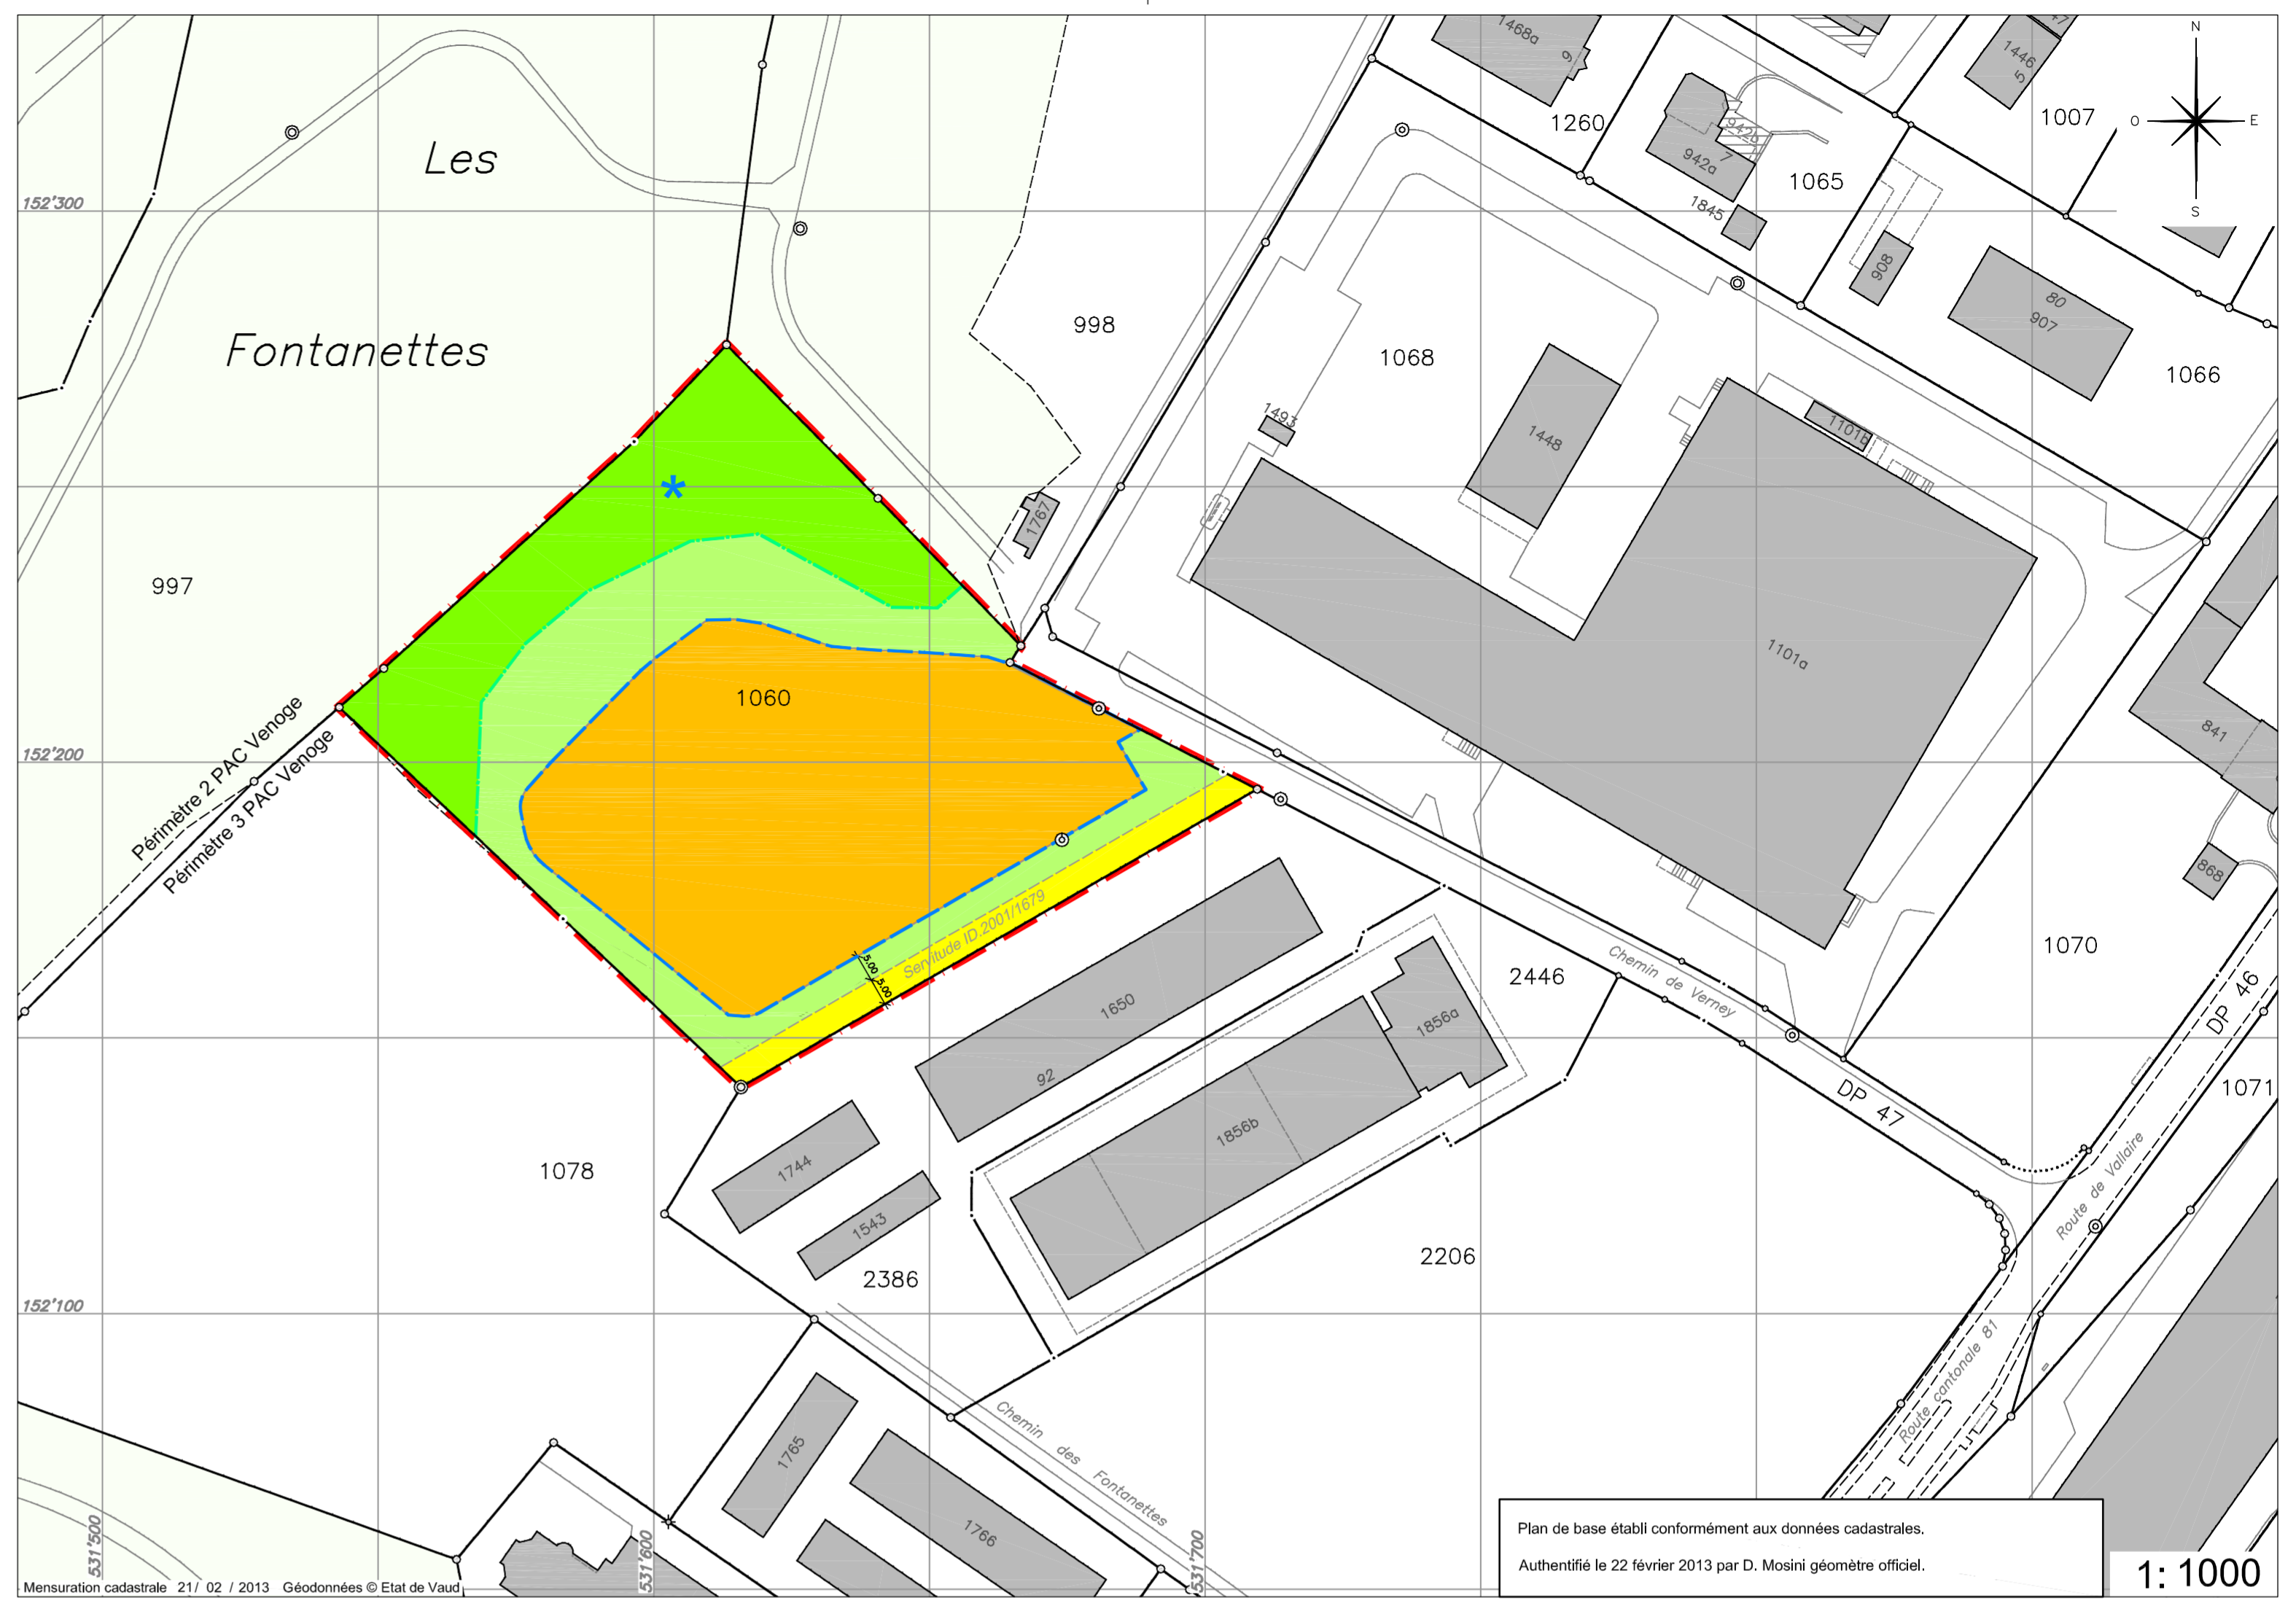 N
O
E
S
Les
Fontanettes
152'300
152'200
152'100
531'500
531'600
531'700
1468a
9
1260
942b
942a
7
1065
1845
1446
5
47
1007
908
80
907
1066
998
1068
1493
1448
1101b
1767
1101a
997
1060
841
868
Périmètre 2 PAC Venoge
Périmètre 3 PAC Venoge
*
Servitude ID.2001/1679
5.00
5.00
1650
92
1856a
1856b
2446
1070
Chemin de Verney
DP 46
DP 47
1071
Route de Vallaire
1744
1543
1078
2386
2206
Route cantonale 81
Chemin des Fontanettes
1765
1766
Plan de base établi conformément aux données cadastrales.
Authentifié le 22 février 2013 par D. Mosini géomètre officiel.
1: 1000
Mensuration cadastrale 21/ 02 / 2013 Géodonnées © Etat de Vaud